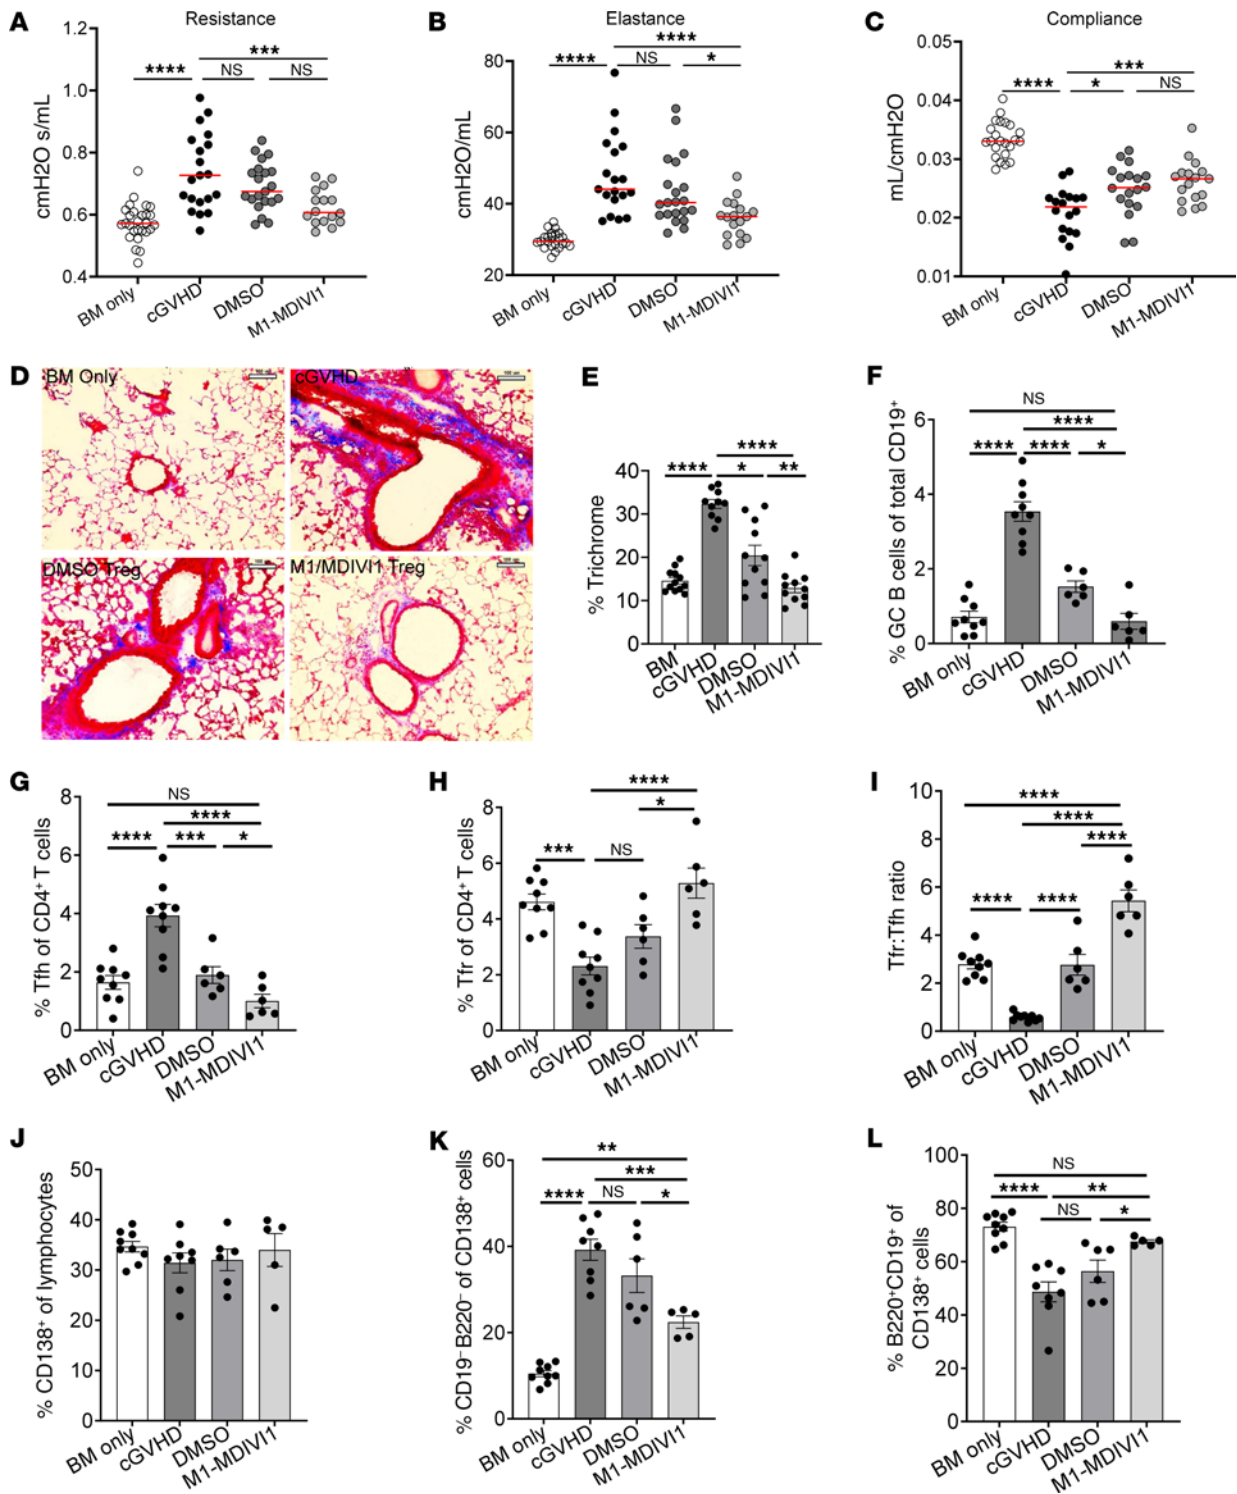 A
Resistance
cmH2O s/mL
1.2
1.0
0.8
0.6
0.4
****
***
NS
NS
BM only
cGVHD
DMSO
M1-MDIVI1
B
Elastance
cmH2O/mL
80
60
40
20
****
****
NS
*
BM only
cGVHD
DMSO
M1-MDIVI1
C
Compliance
mL/cmH2O
0.05
0.04
0.03
0.02
0.01
***
****
*
NS
BM only
cGVHD
DMSO
M1-MDIVI1
D
BM Only
cGVHD
DMSO Treg
M1/MDIVI1 Treg
E
% Trichrome
40
30
20
10
0
****
****
*
**
BM
cGVHD
DMSO
M1-MDIVI1
F
% GC B cells of total CD19+
6
4
2
0
NS
****
****
****
*
BM only
cGVHD
DMSO
M1-MDIVI1
G
% Tfh of CD4+ T cells
8
6
4
2
0
NS
****
****
***
*
BM only
cGVHD
DMSO
M1-MDIVI1
H
% Tfr of CD4+ T cells
8
6
4
2
0
****
*
***
NS
BM only
cGVHD
DMSO
M1-MDIVI1
I
Tfr:Tfh ratio
10
8
6
4
2
0
****
****
****
****
****
BM only
cGVHD
DMSO
M1-MDIVI1
J
% CD138+ of lymphocytes
50
40
30
20
10
0
BM only
cGVHD
DMSO
M1-MDIVI1
K
% CD19- B220- of CD138+ cells
60
40
20
0
**
***
****
NS
*
BM only
cGVHD
DMSO
M1-MDIVI1
L
% B220+CD19+ of
CD138+ cells
100
80
60
40
20
0
NS
****
**
NS
*
BM only
cGVHD
DMSO
M1-MDIVI1